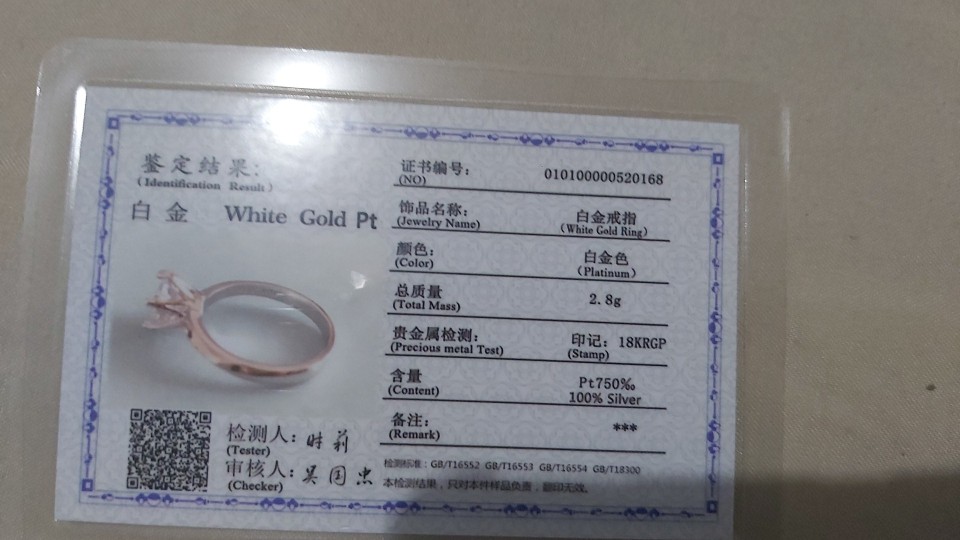 鉴定结果:
(Identification Result)
白金 White Gold Pt
证书编号:
(NO)
010100000520168
饰品名称:
(Jewelry Name)
白金戒指
(White Gold Ring)
颜色:
(Color)
白金色
(Platinum)
总质量
(Total Mass)
2.8g
贵金属检测:
(Precious metal Test)
印记: 18KRGP
(Stamp)
含量
(Content)
Pt750‰
100% Silver
备注:
(Remark)
***
检测人: 时莉
(Tester)
审核人: 吴国忠
(Checker)
检测标准: GB/T16552 GB/T16553 GB/T16554 GB/T18300
本检测结果,只对本件样品负责,翻印无效。